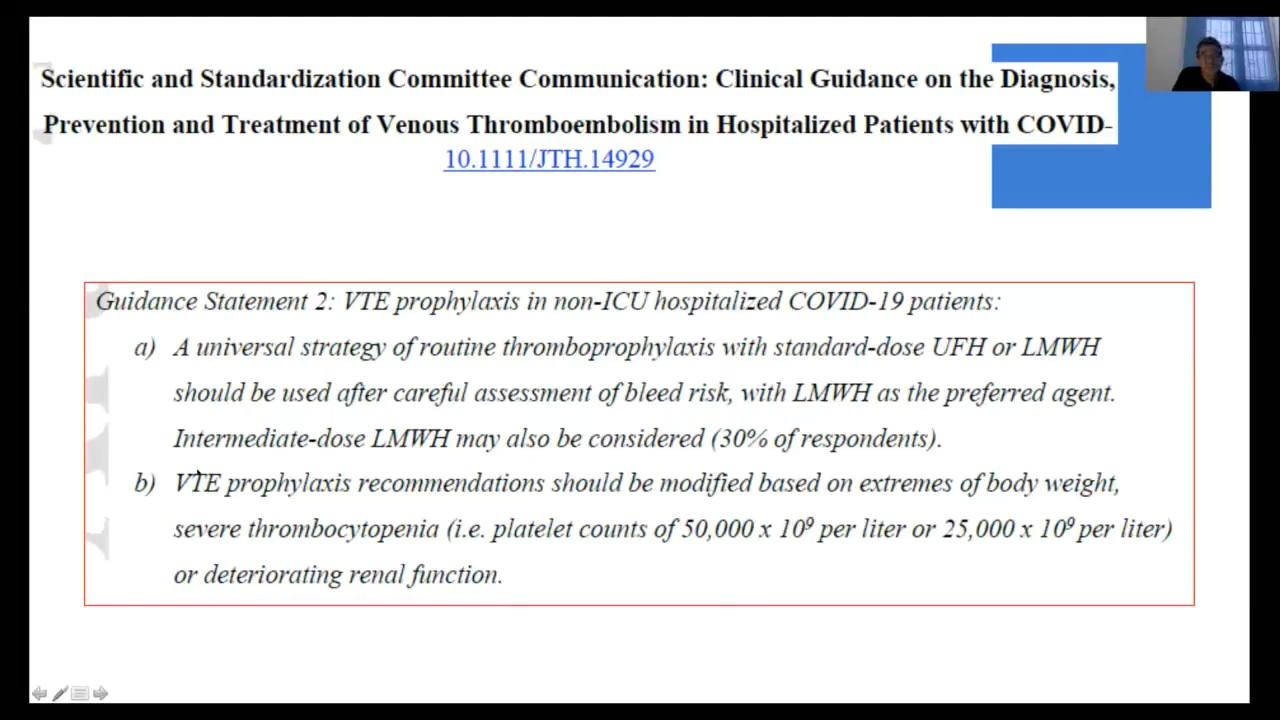 Scientific and Standardization Committee Communication: Clinical Guidance on the Diagnosis,
Prevention and Treatment of Venous Thromboembolism in Hospitalized Patients with COVID-
10.1111/JTH.14929
Guidance Statement 2: VTE prophylaxis in non-ICU hospitalized COVID-19 patients:
a) A universal strategy of routine thromboprophylaxis with standard-dose UFH or LMWH
should be used after careful assessment of bleed risk, with LMWH as the preferred agent.
Intermediate-dose LMWH may also be considered (30% of respondents).
b) VTE prophylaxis recommendations should be modified based on extremes of body weight,
severe thrombocytopenia (i.e. platelet counts of 50,000 x 10⁹ per liter or 25,000 x 10⁹ per liter)
or deteriorating renal function.